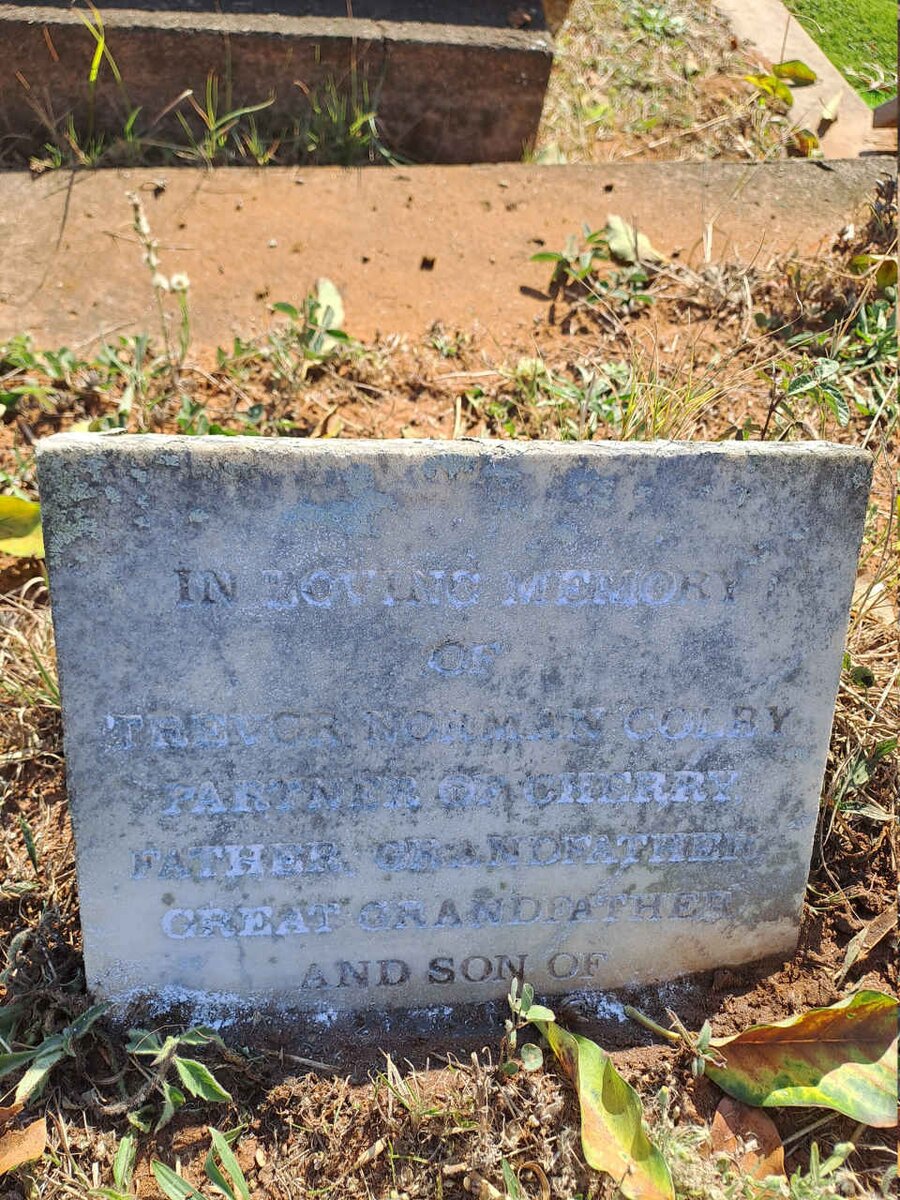 IN LOVING MEMORY
OF
TREVOR NORMAN COLBY
PARTNER OF CHERRY
FATHER, GRANDFATHER,
GREAT GRANDFATHER
AND SON OF